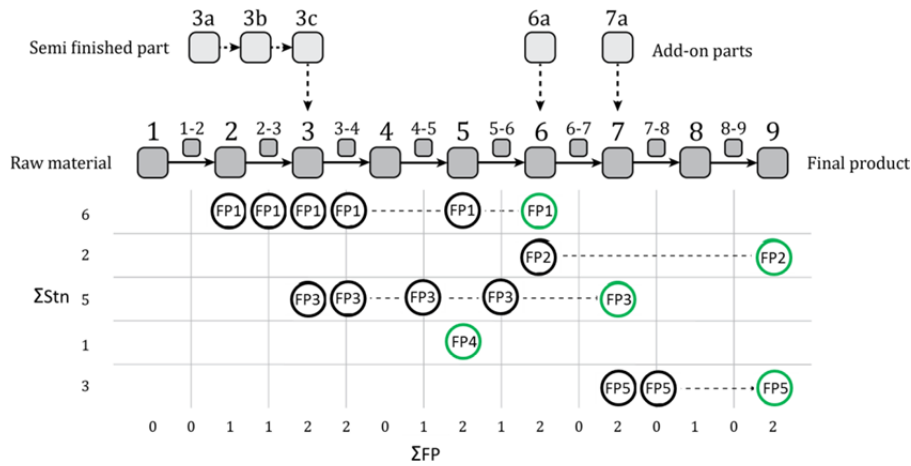 3a 3b 3c 6a 7a
Semi finished part Add-on parts
1 1-2 2 2-3 3 3-4 4 4-5 5 5-6 6 6-7 7 7-8 8 8-9 9
Raw material Final product
6 FP1 FP1 FP1 FP1 FP1 FP1
2 FP2 FP2
ΣStn 5 FP3 FP3 FP3 FP3 FP3
1 FP4
3 FP5 FP5 FP5
0 0 1 1 2 2 0 1 2 1 2 0 2 0 1 0 2
ΣFP